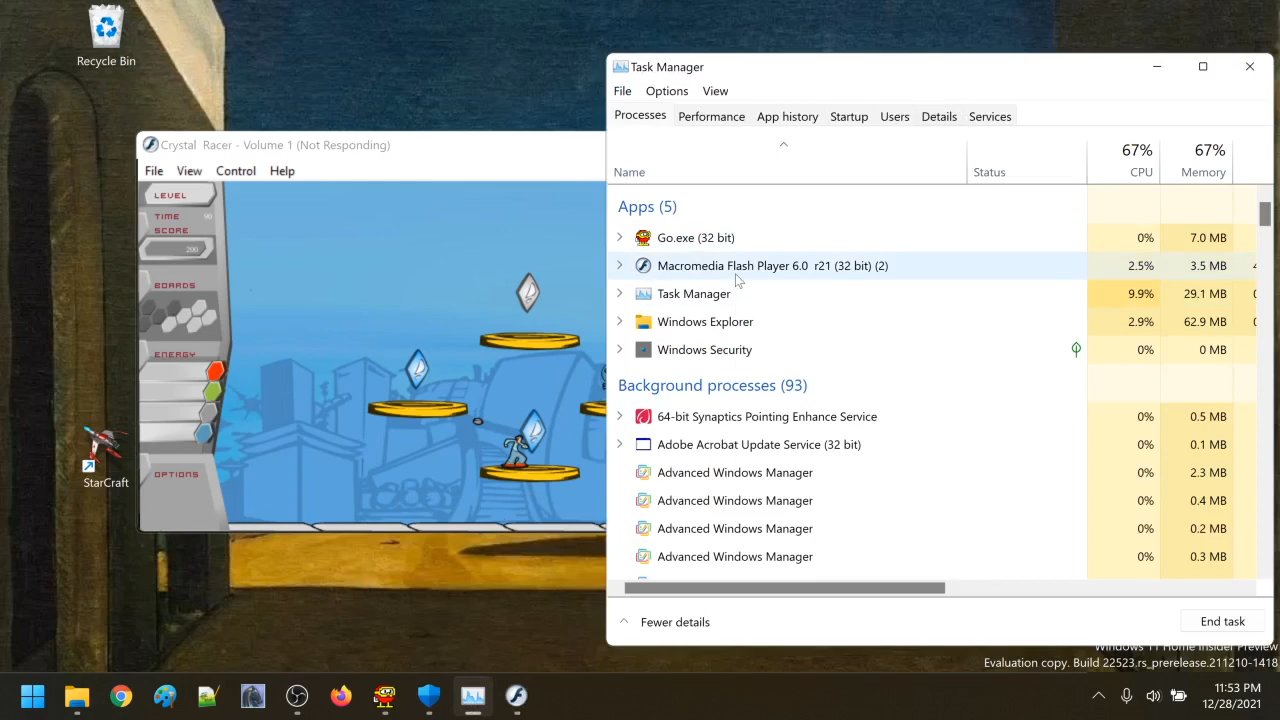 Recycle Bin
StarCraft
Crystal Racer - Volume 1 (Not Responding)
File View Control Help
LEVEL
TIME 90
SCORE
200
BOARDS
ENERGY
OPTIONS
Task Manager
File Options View
Processes Performance App history Startup Users Details Services
67% 67%
Name Status CPU Memory
Apps (5)
Go.exe (32 bit) 0% 7.0 MB
Macromedia Flash Player 6.0 r21 (32 bit) (2) 2.5% 3.5 MB
Task Manager 9.9% 29.1 MB
Windows Explorer 2.9% 62.9 MB
Windows Security 0% 0 MB
Background processes (93)
64-bit Synaptics Pointing Enhance Service 0% 0.5 MB
Adobe Acrobat Update Service (32 bit) 0% 0.1 MB
Advanced Windows Manager 0% 2.3 MB
Advanced Windows Manager 0% 0.4 MB
Advanced Windows Manager 0% 0.2 MB
Advanced Windows Manager 0% 0.3 MB
Fewer details End task
Windows 11 Home Insider Preview
Evaluation copy. Build 22523.rs_prerelease.211210-1418
11:53 PM
12/28/2021